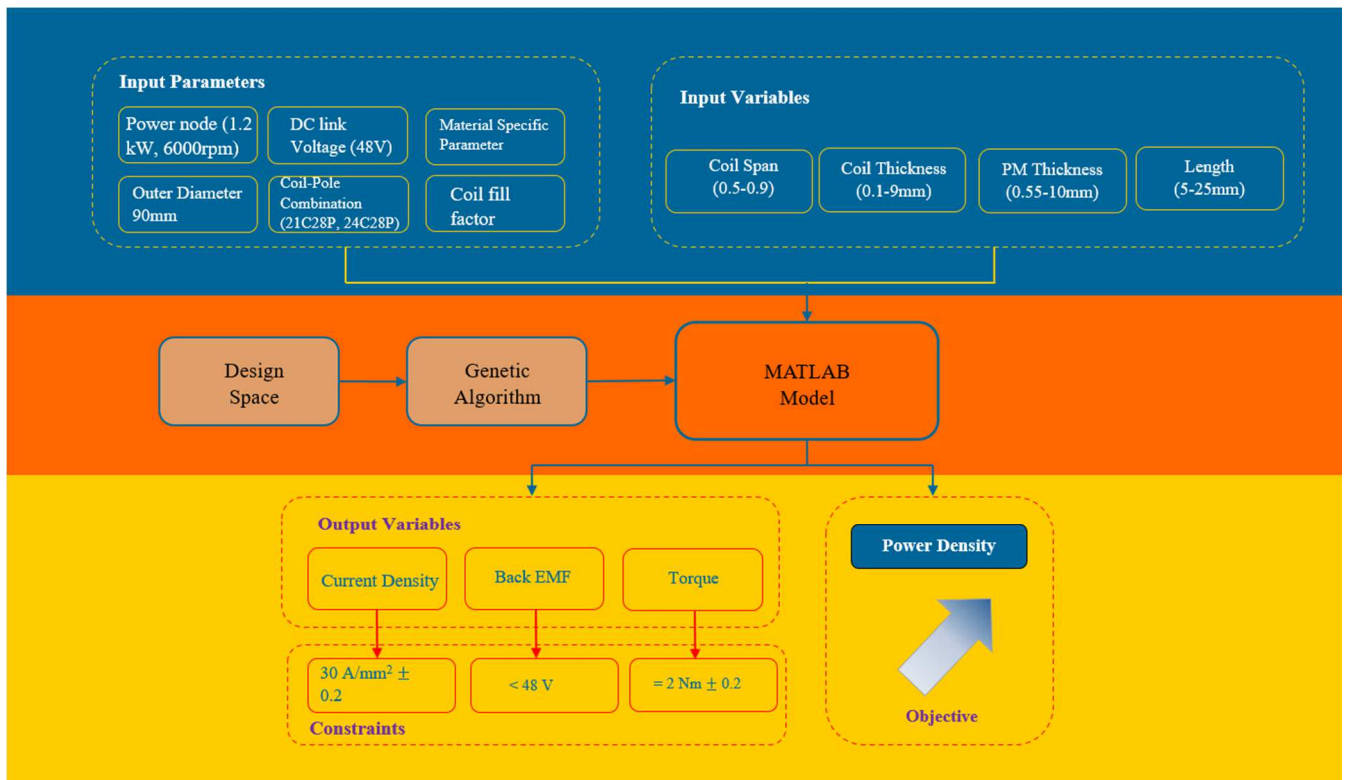 Input Parameters
Power node (1.2
kW, 6000rpm)
DC link
Voltage (48V)
Material Specific
Parameter
Outer Diameter
90mm
Coil-Pole
Combination
(21C28P, 24C28P)
Coil fill
factor
Input Variables
Coil Span
(0.5-0.9)
Coil Thickness
(0.1-9mm)
PM Thickness
(0.55-10mm)
Length
(5-25mm)
Design
Space
Genetic
Algorithm
MATLAB
Model
Output Variables
Current Density
Back EMF
Torque
30 A/mm² ±
0.2
< 48 V
= 2 Nm ± 0.2
Constraints
Power Density
Objective